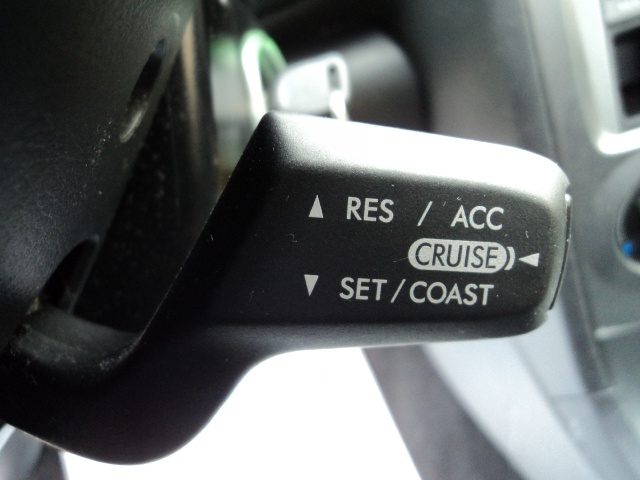 RES / ACC
CRUISE
SET/COAST